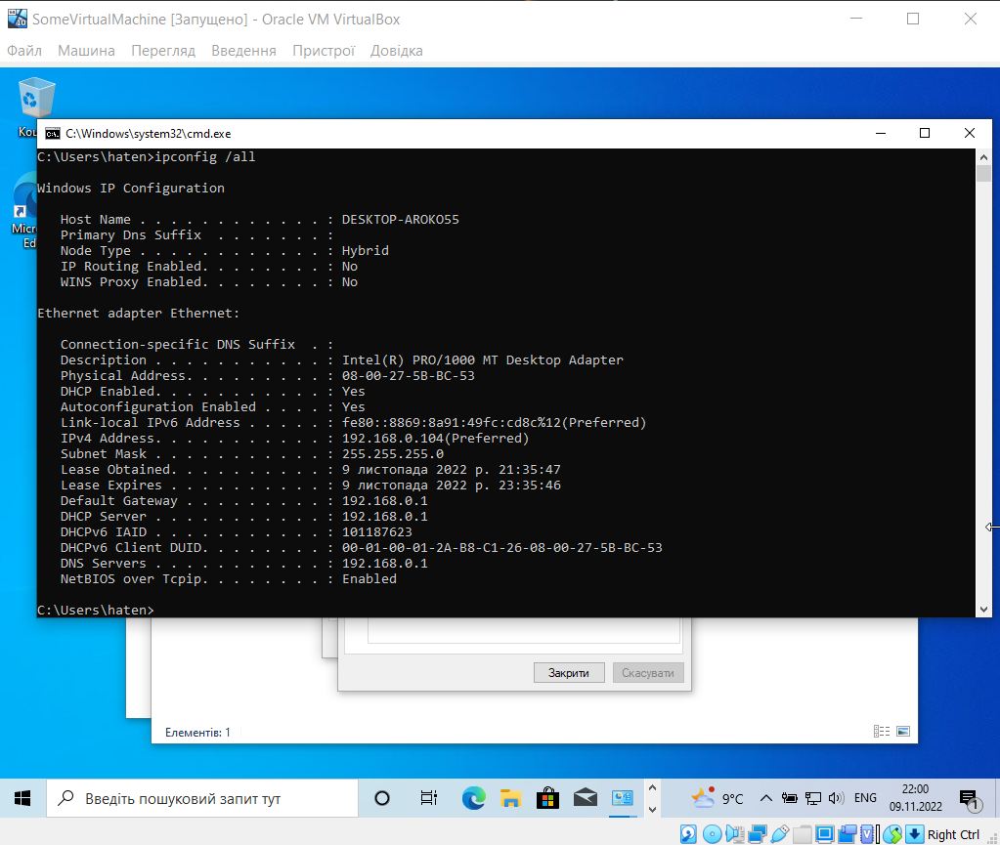 SomeVirtualMachine [Запущено] - Oracle VM VirtualBox
Файл Машина Перегляд Введення Пристрої Довідка
C:\Windows\system32\cmd.exe
C:\Users\haten>ipconfig /all
Windows IP Configuration
Host Name . . . . . . . . . . . . : DESKTOP-AROKO55
Primary Dns Suffix . . . . . . . :
Node Type . . . . . . . . . . . . : Hybrid
IP Routing Enabled. . . . . . . . : No
WINS Proxy Enabled. . . . . . . . : No
Ethernet adapter Ethernet:
Connection-specific DNS Suffix . :
Description . . . . . . . . . . . : Intel(R) PRO/1000 MT Desktop Adapter
Physical Address. . . . . . . . . : 08-00-27-5B-BC-53
DHCP Enabled. . . . . . . . . . . : Yes
Autoconfiguration Enabled . . . . : Yes
Link-local IPv6 Address . . . . . : fe80::8869:8a91:49fc:cd8c%12(Preferred)
IPv4 Address. . . . . . . . . . . : 192.168.0.104(Preferred)
Subnet Mask . . . . . . . . . . . : 255.255.255.0
Lease Obtained. . . . . . . . . . : 9 листопада 2022 р. 21:35:47
Lease Expires . . . . . . . . . . : 9 листопада 2022 р. 23:35:46
Default Gateway . . . . . . . . . : 192.168.0.1
DHCP Server . . . . . . . . . . . : 192.168.0.1
DHCPv6 IAID . . . . . . . . . . . : 101187623
DHCPv6 Client DUID. . . . . . . . : 00-01-00-01-2A-B8-C1-26-08-00-27-5B-BC-53
DNS Servers . . . . . . . . . . . : 192.168.0.1
NetBIOS over Tcpip. . . . . . . . : Enabled
C:\Users\haten>
Закрити Скасувати
Елементів: 1
Введіть пошуковий запит тут
9°C ENG
22:00
09.11.2022
1
Right Ctrl